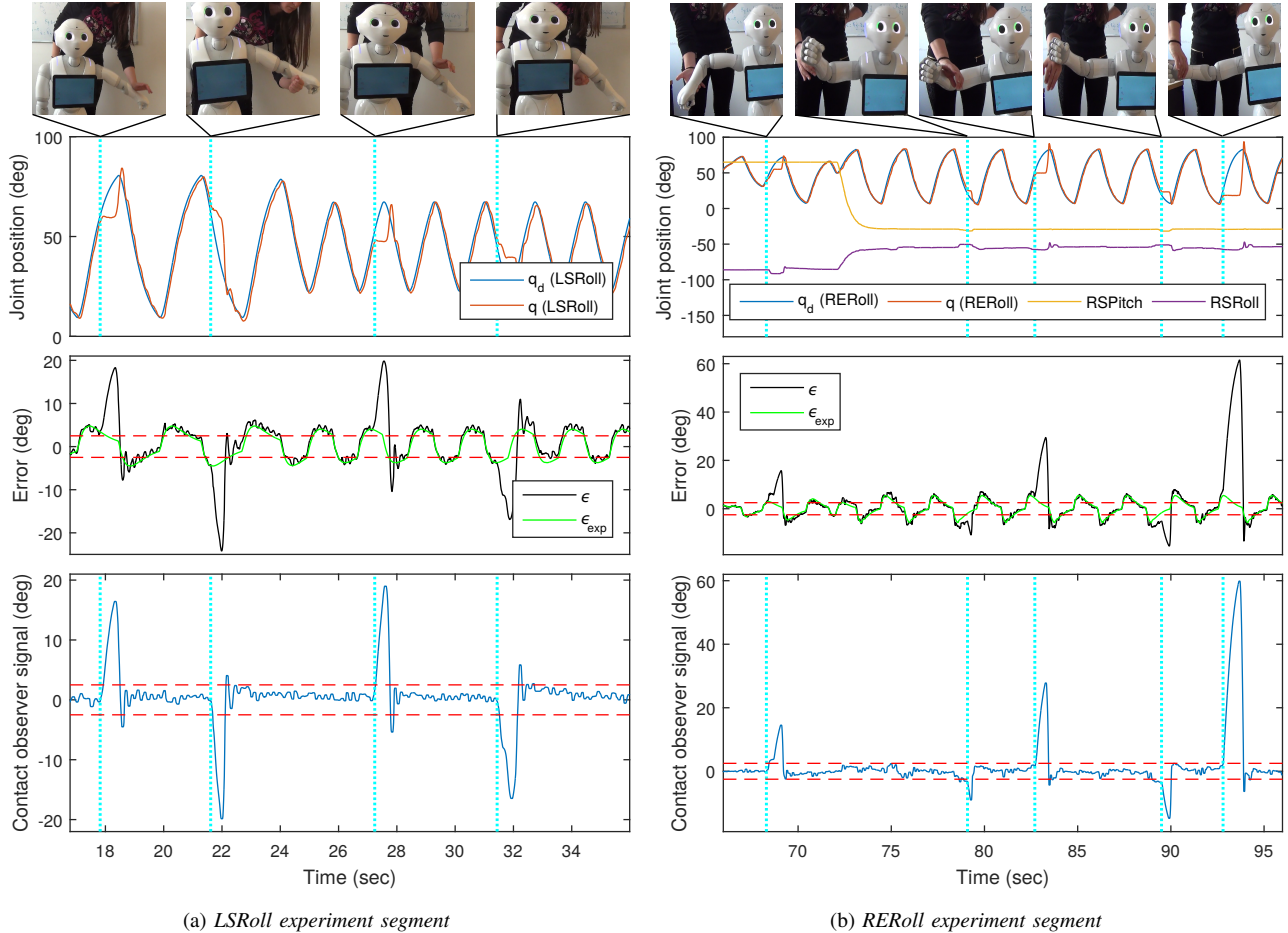 Joint position (deg)
100
50
0
q_d (LSRoll)
q (LSRoll)
Error (deg)
20
10
0
-10
-20
ϵ
ϵ_exp
Contact observer signal (deg)
20
10
0
-10
-20
18 20 22 24 26 28 30 32 34
Time (sec)
(a) LSRoll experiment segment
Joint position (deg)
100
50
0
-50
-100
-150
q_d (RERoll) q (RERoll) RSPitch RSRoll
Error (deg)
60
40
20
0
ϵ
ϵ_exp
Contact observer signal (deg)
60
40
20
0
70 75 80 85 90 95
Time (sec)
(b) RERoll experiment segment